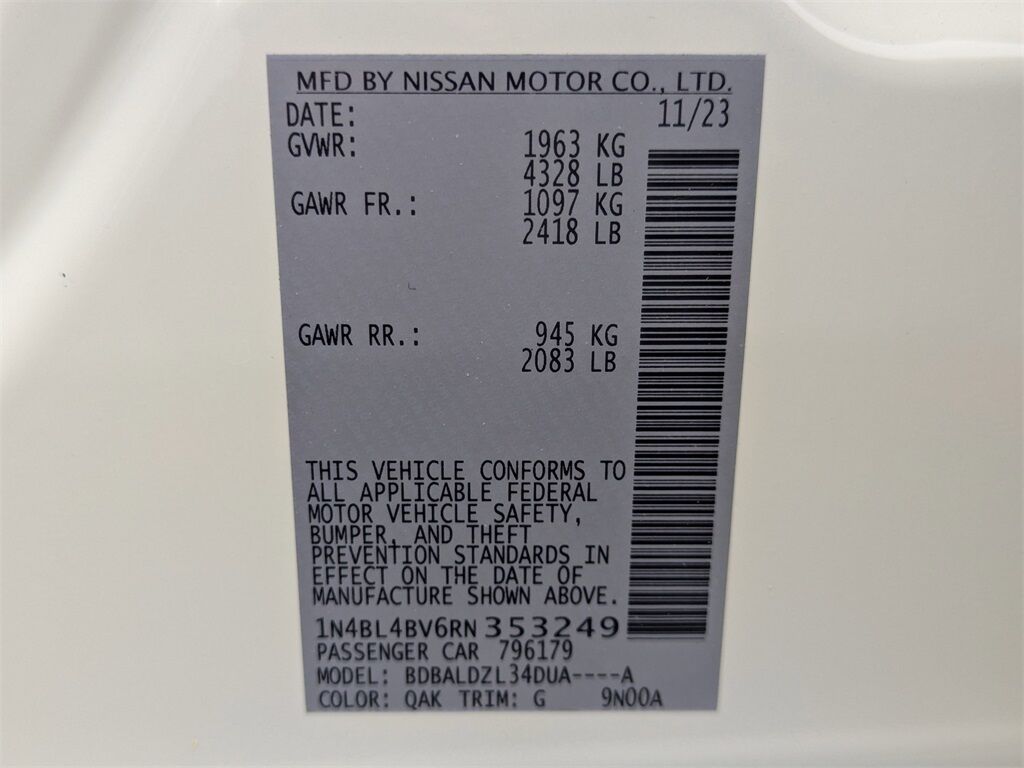 MFD BY NISSAN MOTOR CO., LTD.
DATE: 11/23
GVWR: 1963 KG
4328 LB
GAWR FR.: 1097 KG
2418 LB
GAWR RR.: 945 KG
2083 LB
THIS VEHICLE CONFORMS TO
ALL APPLICABLE FEDERAL
MOTOR VEHICLE SAFETY,
BUMPER, AND THEFT
PREVENTION STANDARDS IN
EFFECT ON THE DATE OF
MANUFACTURE SHOWN ABOVE.
1N4BL4BV6RN353249
PASSENGER CAR 796179
MODEL: BDBALDZL34DUA----A
COLOR: QAK TRIM: G 9N00A